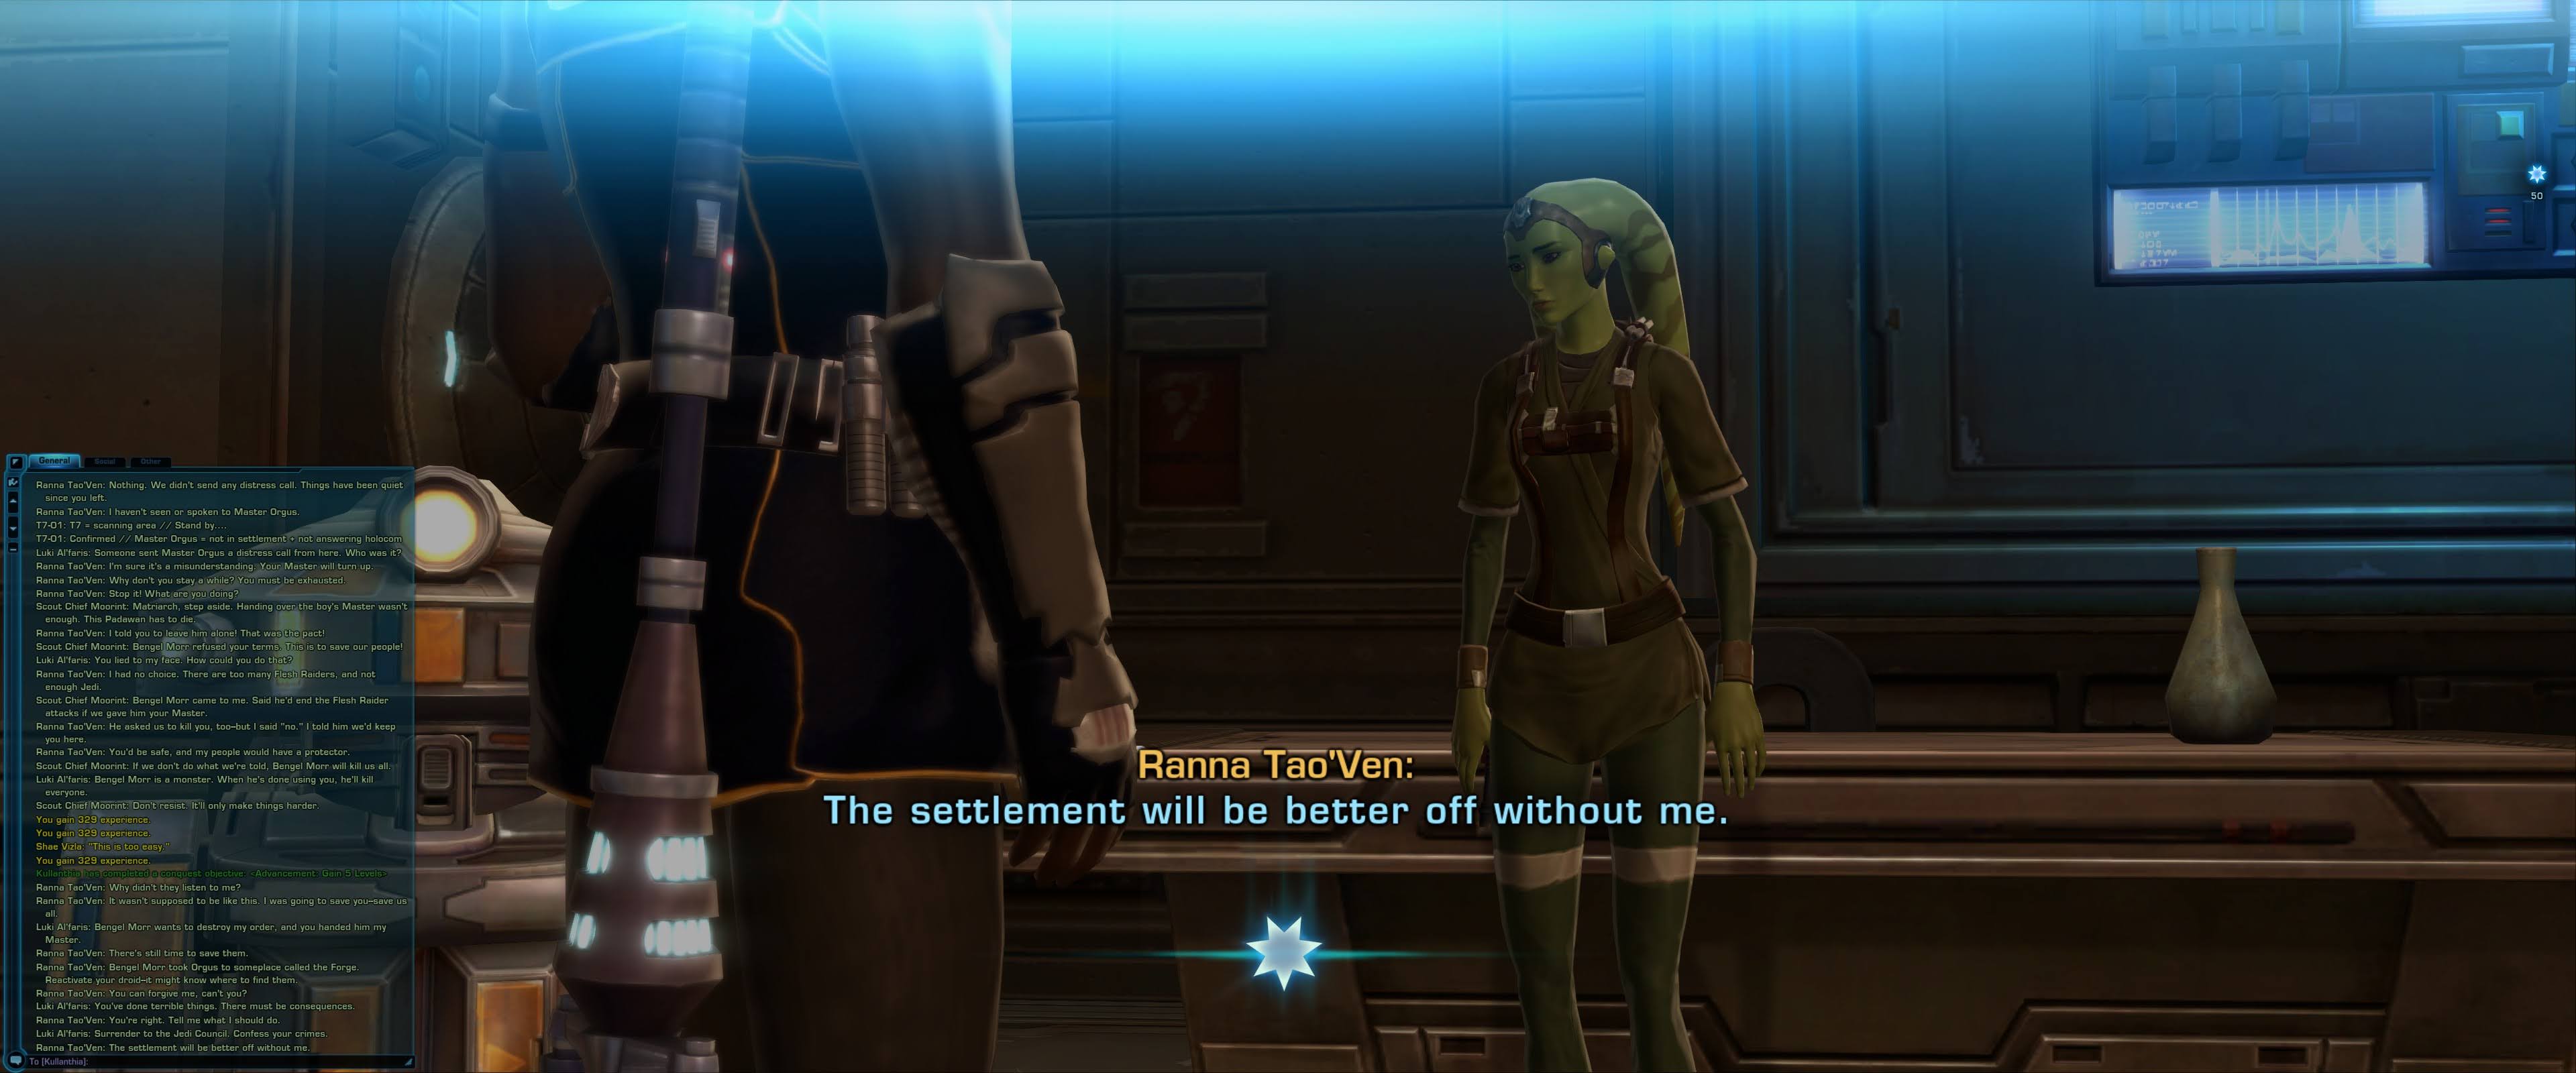 50
General
Social
Other
Ranna Tao'Ven: Nothing. We didn't send any distress call. Things have been quiet
since you left.
Ranna Tao'Ven: I haven't seen or spoken to Master Orgus.
T7-01: T7 = scanning area // Stand by....
T7-01: Confirmed // Master Orgus = not in settlement + not answering holocom
Luki Al'faris: Someone sent Master Orgus a distress call from here. Who was it?
Ranna Tao'Ven: I'm sure it's a misunderstanding. Your Master will turn up.
Ranna Tao'Ven: Why don't you stay a while? You must be exhausted.
Ranna Tao'Ven: Stop it! What are you doing?
Scout Chief Moorint: Matriarch, step aside. Handing over the boy's Master wasn't
enough. This Padawan has to die.
Ranna Tao'Ven: I told you to leave him alone! That was the pact!
Scout Chief Moorint: Bengel Morr refused your terms. This is to save our people!
Luki Al'faris: You lied to my face. How could you do that?
Ranna Tao'Ven: I had no choice. There are too many Flesh Raiders, and not
enough Jedi.
Scout Chief Moorint: Bengel Morr came to me. Said he'd end the Flesh Raider
attacks if we gave him your Master.
Ranna Tao'Ven: He asked us to kill you, too—but I said "no." I told him we'd keep
you here.
Ranna Tao'Ven: You'd be safe, and my people would have a protector.
Scout Chief Moorint: If we don't do what we're told, Bengel Morr will kill us all.
Luki Al'faris: Bengel Morr is a monster. When he's done using you, he'll kill
everyone.
Scout Chief Moorint: Don't resist. It'll only make things harder.
You gain 329 experience.
You gain 329 experience.
Shae Vizla: "This is too easy."
You gain 329 experience.
Kullanthia has completed a conquest objective: <Advancement: Gain 5 Levels>
Ranna Tao'Ven: Why didn't they listen to me?
Ranna Tao'Ven: It wasn't supposed to be like this. I was going to save you—save us
all.
Luki Al'faris: Bengel Morr wants to destroy my order, and you handed him my
Master.
Ranna Tao'Ven: There's still time to save them.
Ranna Tao'Ven: Bengel Morr took Orgus to someplace called the Forge.
Reactivate your droid—it might know where to find them.
Ranna Tao'Ven: You can forgive me, can't you?
Luki Al'faris: You've done terrible things. There must be consequences.
Ranna Tao'Ven: You're right. Tell me what I should do.
Luki Al'faris: Surrender to the Jedi Council. Confess your crimes.
Ranna Tao'Ven: The settlement will be better off without me.
To [Kullanthia]:
Ranna Tao'Ven:
The settlement will be better off without me.